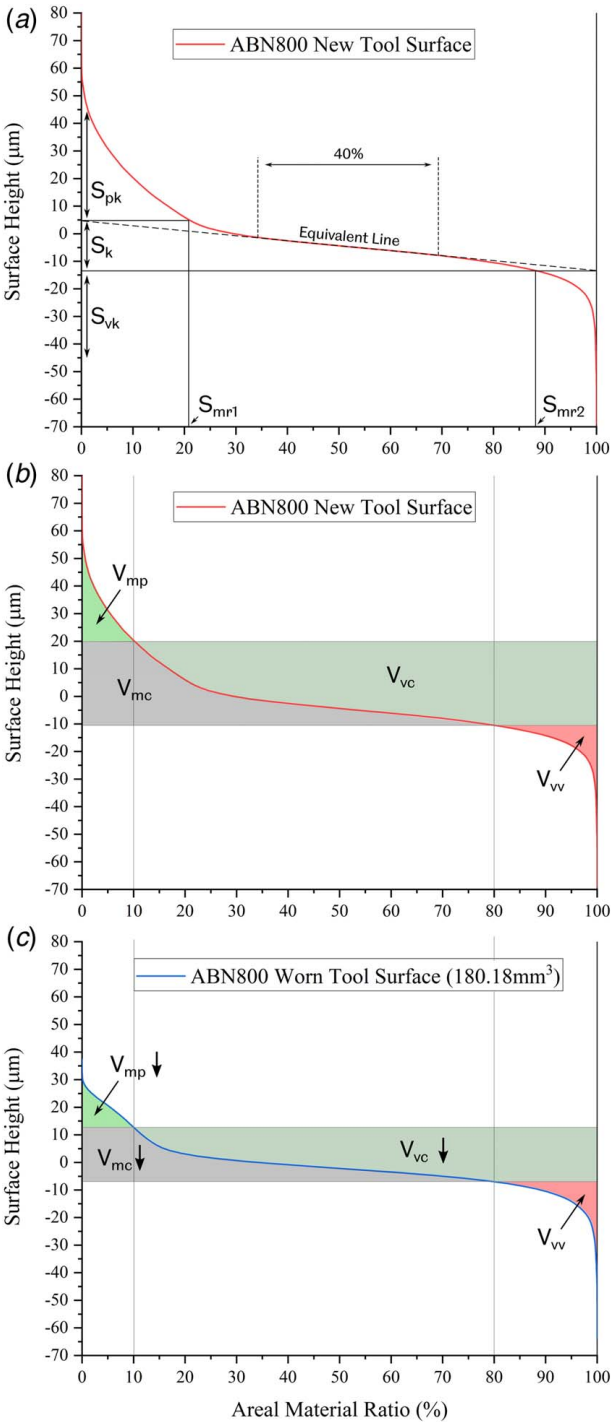 (a)
80
70
60
50
40
30
20
10
0
-10
-20
-30
-40
-50
-60
-70
Surface Height (μm)
ABN800 New Tool Surface
40%
Equivalent Line
Spk
Sk
Svk
Smr1
Smr2
0 10 20 30 40 50 60 70 80 90 100
(b)
80
70
60
50
40
30
20
10
0
-10
-20
-30
-40
-50
-60
-70
Surface Height (μm)
ABN800 New Tool Surface
Vmp
Vmc
Vvc
Vvv
0 10 20 30 40 50 60 70 80 90 100
(c)
80
70
60
50
40
30
20
10
0
-10
-20
-30
-40
-50
-60
-70
Surface Height (μm)
ABN800 Worn Tool Surface (180.18mm³)
Vmp
Vmc
Vvc
Vvv
0 10 20 30 40 50 60 70 80 90 100
Areal Material Ratio (%)